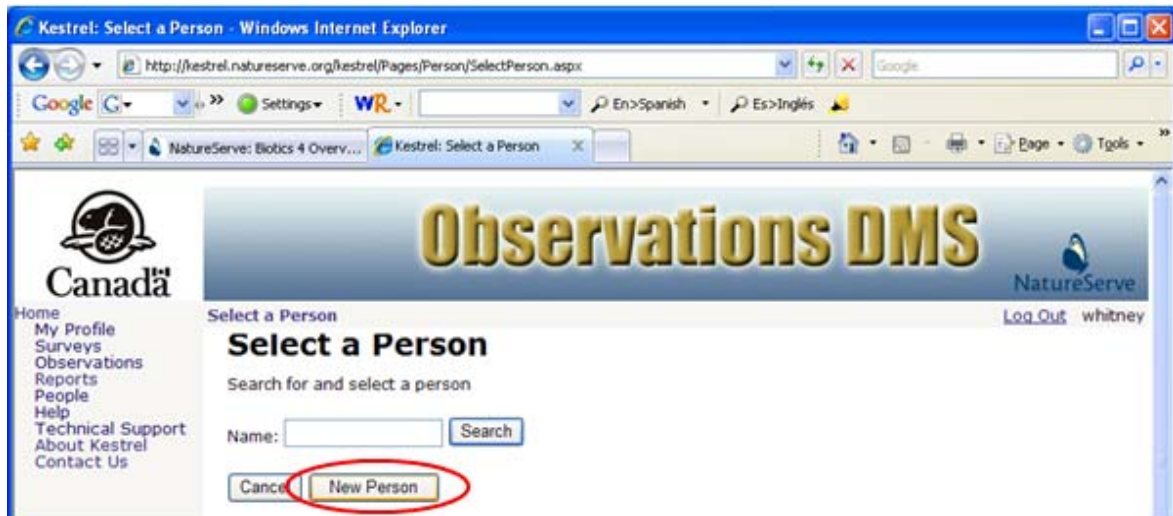 Kestrel: Select a Person - Windows Internet Explorer
http://kestrel.natureserve.org/kestrel/Pages/Person/SelectPerson.aspx Google
Google G Settings WR En>Spanish Es>Inglés
NatureServe: Biotics 4 Overv... Kestrel: Select a Person Page Tools
Canada
Observations DMS
NatureServe
Home
My Profile
Surveys
Observations
Reports
People
Help
Technical Support
About Kestrel
Contact Us
Select a Person Log Out whitney
Select a Person
Search for and select a person
Name: Search
Cancel New Person